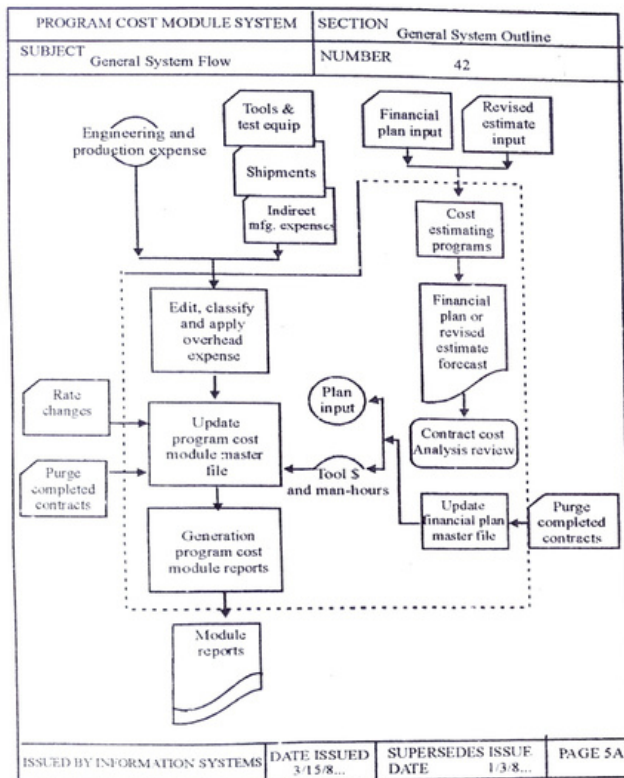 PROGRAM COST MODULE SYSTEM
SECTION
General System Outline
SUBJECT
General System Flow
NUMBER
42
Engineering and
production expense
Tools &
test equip
Shipments
Indirect
mfg. expenses
Financial
plan input
Revised
estimate
input
Cost
estimating
programs
Edit, classify
and apply
overhead
expense
Financial
plan or
revised
estimate
forecast
Rate
changes
Plan
input
Update
program cost
module master
file
Contract cost
Analysis review
Purge
completed
contracts
Tool $
and man-hours
Update
financial plan
master file
Purge
completed
contracts
Generation
program cost
module reports
Module
reports
ISSUED BY INFORMATION SYSTEMS
DATE ISSUED
3/15/8...
SUPERSEDES ISSUE
DATE 1/3/8...
PAGE 5A